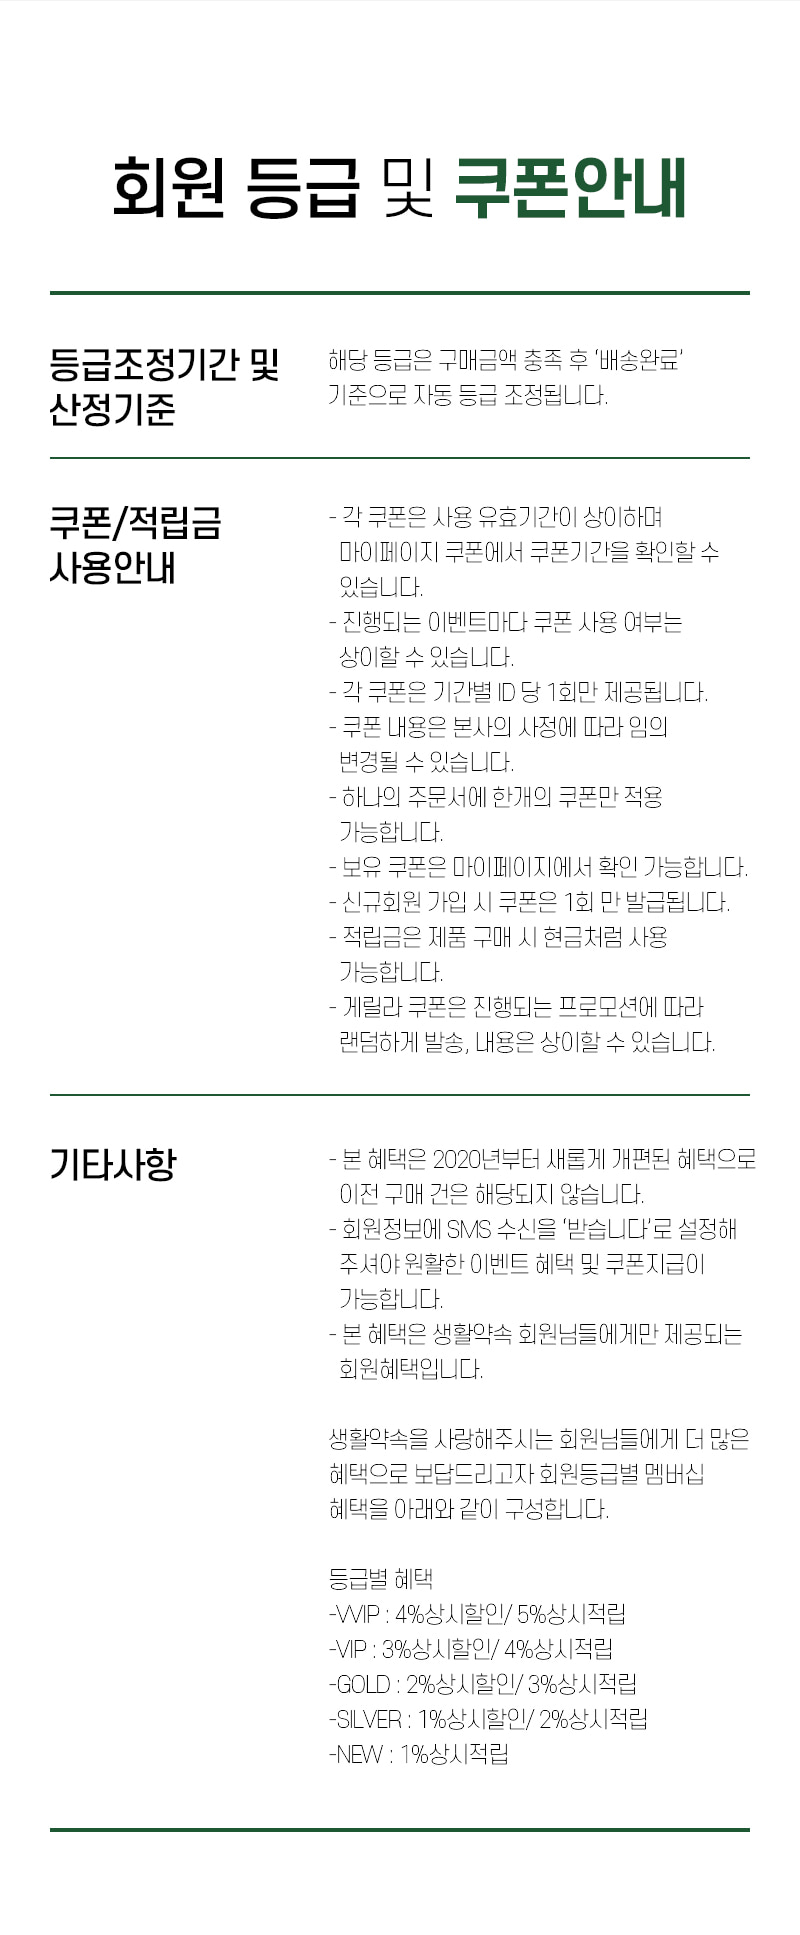 회원 등급 및 쿠폰안내
등급조정기간 및
산정기준
해당 등급은 구매금액 충족 후 ‘배송완료’
기준으로 자동 등급 조정됩니다.
쿠폰/적립금
사용안내
- 각 쿠폰은 사용 유효기간이 상이하며
마이페이지 쿠폰에서 쿠폰기간을 확인할 수
있습니다.
- 진행되는 이벤트마다 쿠폰 사용 여부는
상이할 수 있습니다.
- 각 쿠폰은 기간별 ID 당 1회만 제공됩니다.
- 쿠폰 내용은 본사의 사정에 따라 임의
변경될 수 있습니다.
- 하나의 주문서에 한개의 쿠폰만 적용
가능합니다.
- 보유 쿠폰은 마이페이지에서 확인 가능합니다.
- 신규회원 가입 시 쿠폰은 1회 만 발급됩니다.
- 적립금은 제품 구매 시 현금처럼 사용
가능합니다.
- 게릴라 쿠폰은 진행되는 프로모션에 따라
랜덤하게 발송, 내용은 상이할 수 있습니다.
기타사항
- 본 혜택은 2020년부터 새롭게 개편된 혜택으로
이전 구매 건은 해당되지 않습니다.
- 회원정보에 SMS 수신을 ‘받습니다’로 설정해
주셔야 원활한 이벤트 혜택 및 쿠폰지급이
가능합니다.
- 본 혜택은 생활약속 회원님들에게만 제공되는
회원혜택입니다.
생활약속을 사랑해주시는 회원님들에게 더 많은
혜택으로 보답드리고자 회원등급별 멤버십
혜택을 아래와 같이 구성합니다.
등급별 혜택
-VVIP : 4%상시할인/ 5%상시적립
-VIP : 3%상시할인/ 4%상시적립
-GOLD : 2%상시할인/ 3%상시적립
-SILVER : 1%상시할인/ 2%상시적립
-NEW : 1%상시적립